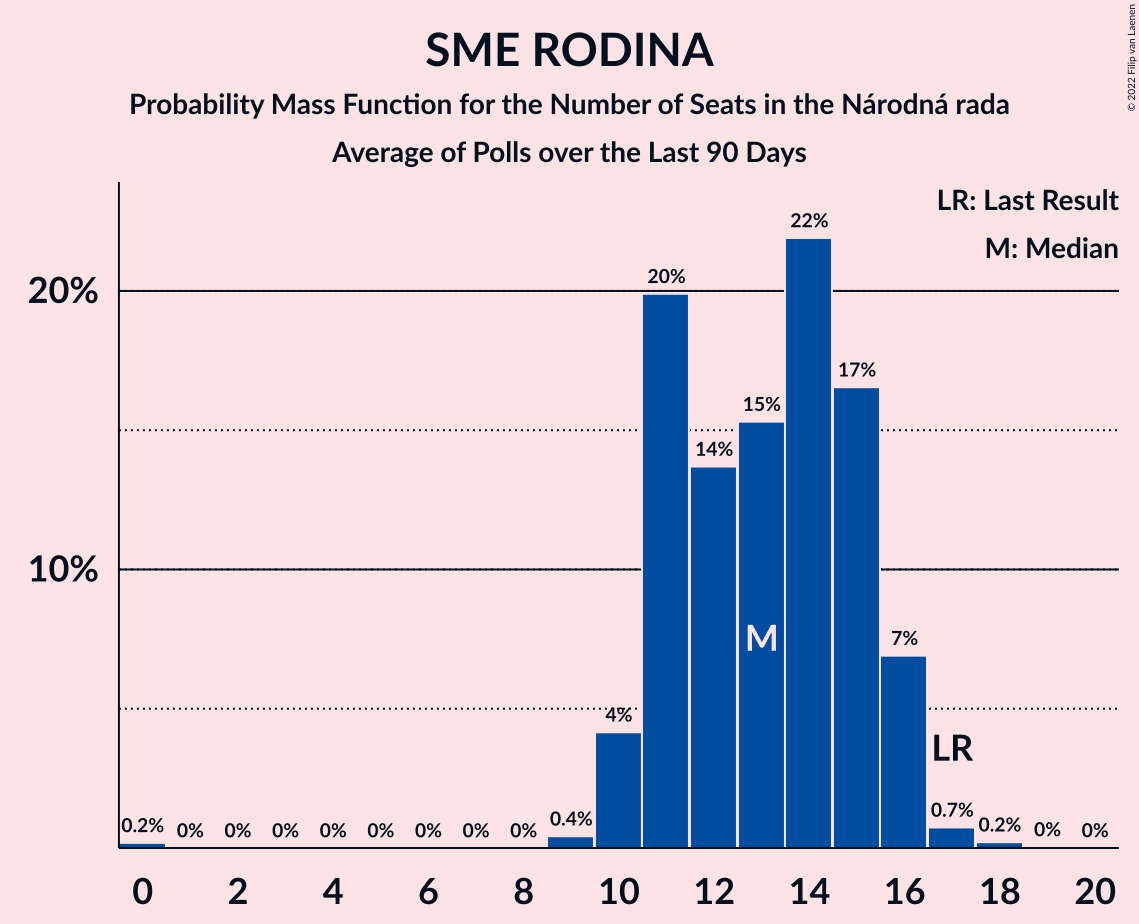 SME RODINA
Probability Mass Function for the Number of Seats in the Národná rada
Average of Polls over the Last 90 Days
© 2022 Filip van Laenen
LR: Last Result
M: Median
20%
10%
0.2%
0%
0%
0%
0%
0%
0%
0%
0%
0.4%
4%
20%
14%
15%
22%
17%
7%
0.7%
0.2%
0%
0%
M
LR
0 2 4 6 8 10 12 14 16 18 20